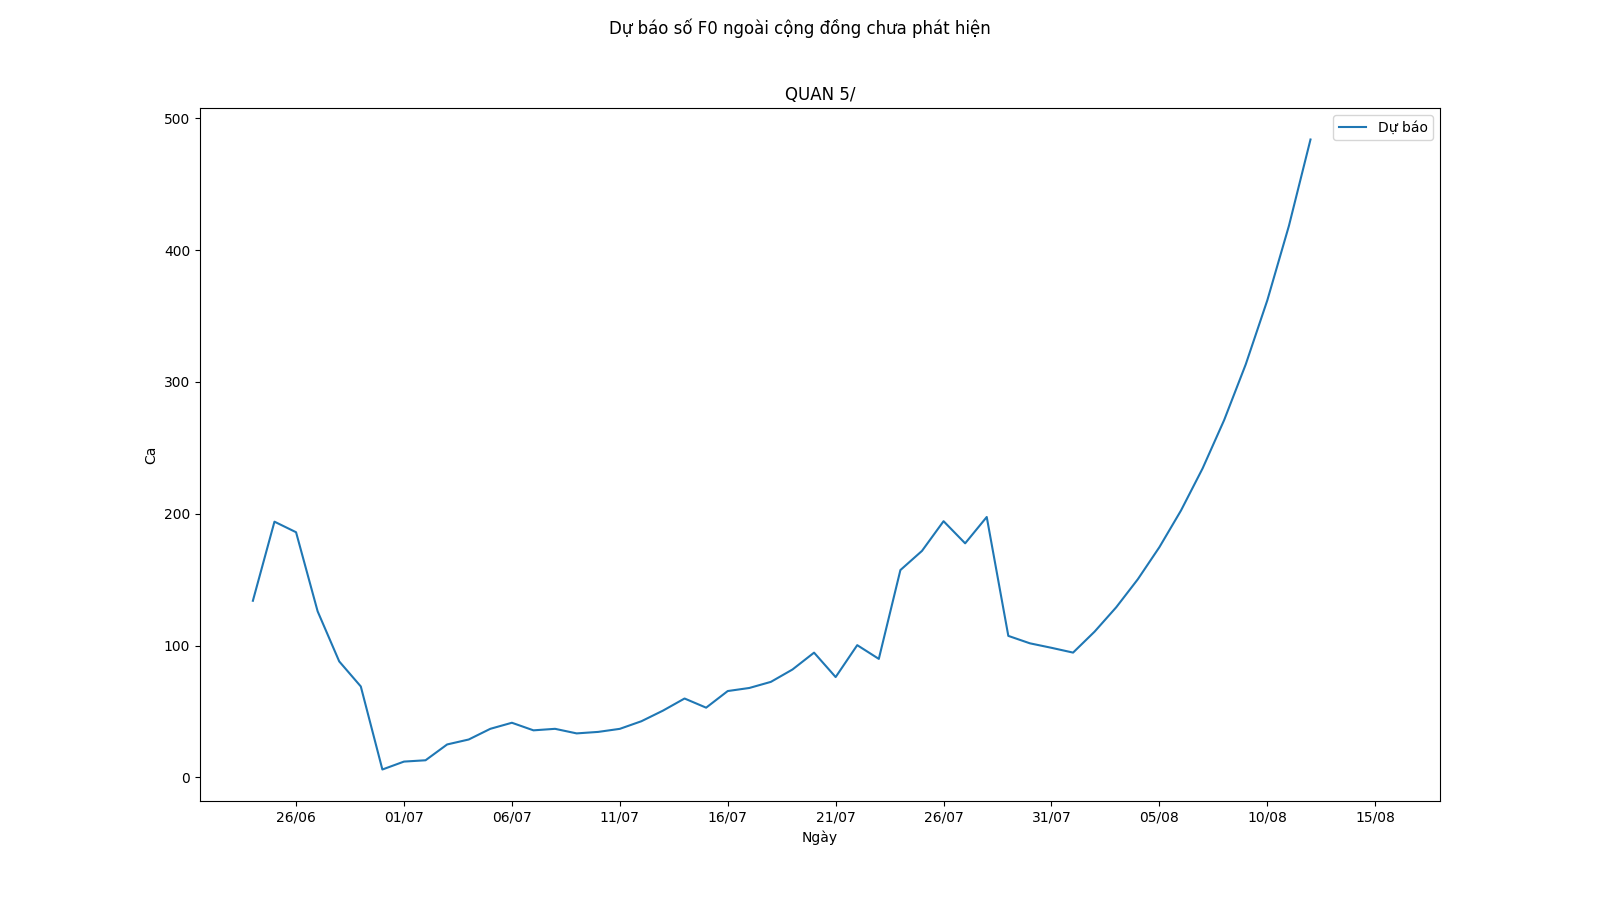 Dự báo số F0 ngoài cộng đồng chưa phát hiện
QUAN 5/
Dự báo
500
400
300
200
100
0
Ca
26/06 01/07 06/07 11/07 16/07 21/07 26/07 31/07 05/08 10/08 15/08
Ngày